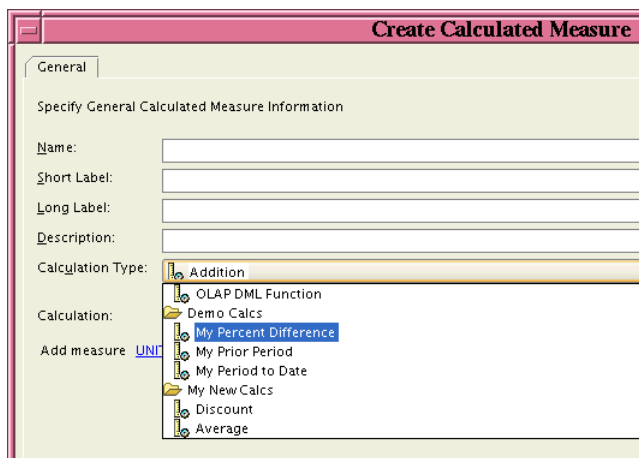 Create Calculated Measure
General
Specify General Calculated Measure Information
Name:
Short Label:
Long Label:
Description:
Calculation Type: Addition
OLAP DML Function
Calculation:
Demo Calcs
My Percent Difference
Add measure UNIT
My Prior Period
My Period to Date
My New Calcs
Discount
Average